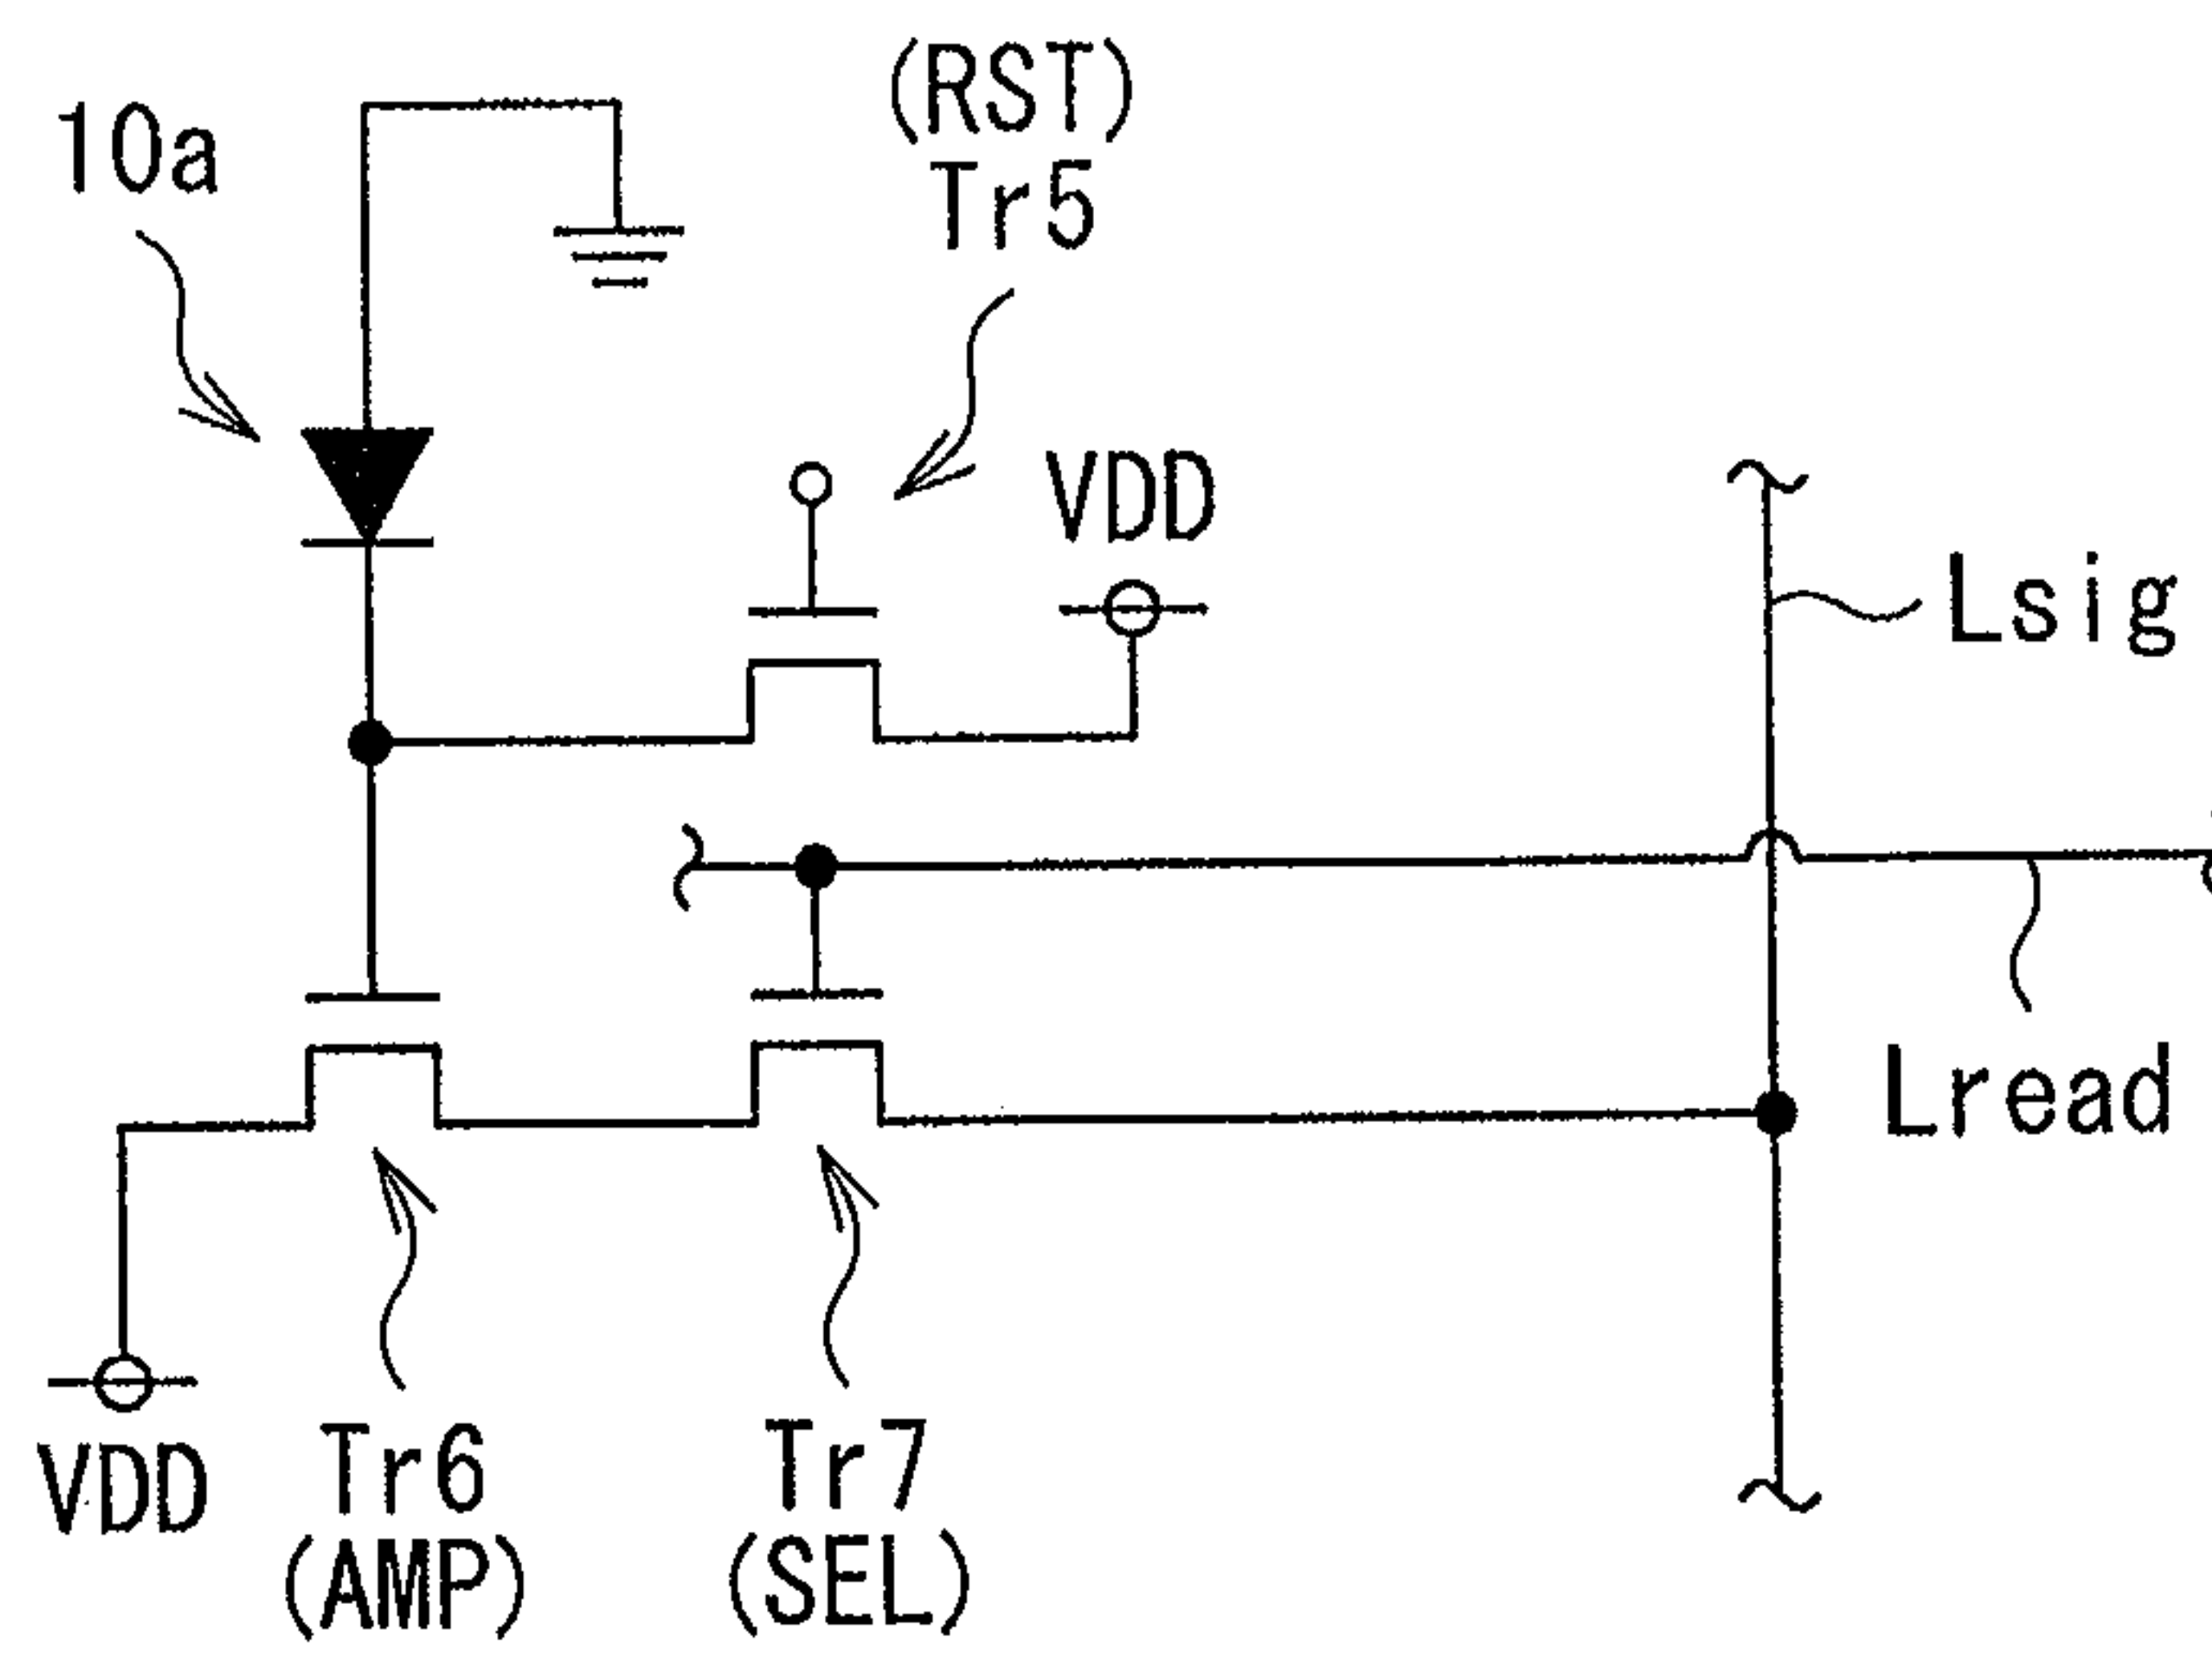 (RST)
10a
Tr5
VDD
Lsig
Lread
VDD
Tr6
Tr7
(AMP)
(SEL)